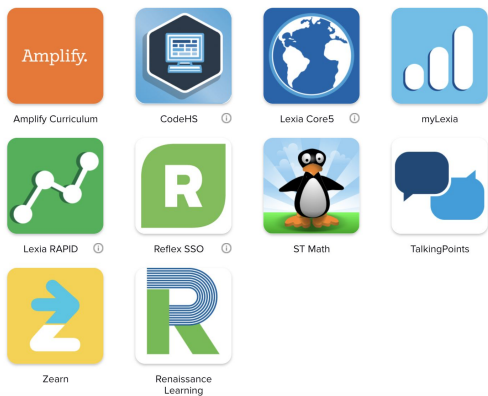 Amplify.
Amplify Curriculum
CodeHS
Lexia Core5
myLexia
R
Lexia RAPID
Reflex SSO
ST Math
TalkingPoints
Zearn
Renaissance
Learning